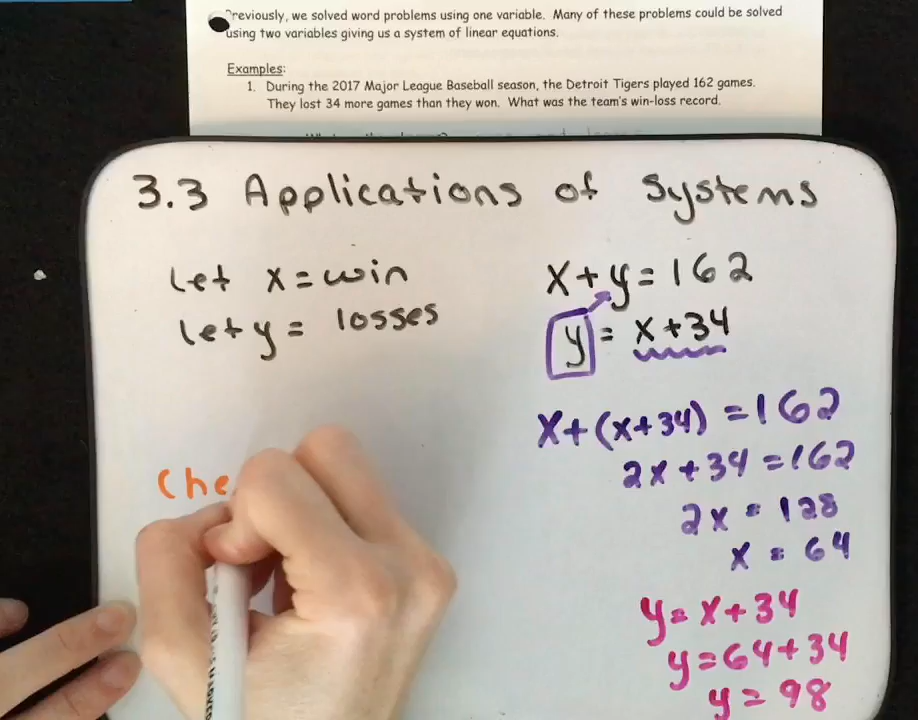 Previously, we solved word problems using one variable. Many of these problems could be solved
using two variables giving us a system of linear equations.
Examples:
1. During the 2017 Major League Baseball season, the Detroit Tigers played 162 games.
They lost 34 more games than they won. What was the team's win-loss record.
3.3 Applications of Systems
Let x = win
let y = losses
x + y = 162
y = x + 34
x + (x + 34) = 162
2x + 34 = 162
2x = 128
x = 64
y = x + 34
y = 64 + 34
y = 98
Che